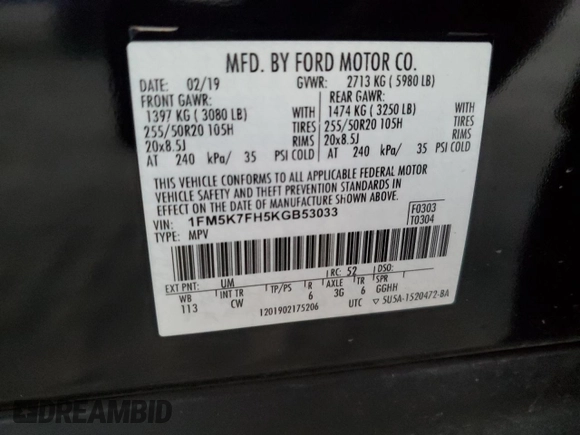 MFD. BY FORD MOTOR CO.
DATE: 02/19 GVWR: 2713 KG ( 5980 LB)
FRONT GAWR: REAR GAWR:
1397 KG ( 3080 LB) WITH 1474 KG ( 3250 LB) WITH
255/50R20 105H TIRES 255/50R20 105H TIRES
20x8.5J RIMS 20x8.5J RIMS
AT 240 kPa/ 35 PSI COLD AT 240 kPa/ 35 PSI COLD
THIS VEHICLE CONFORMS TO ALL APPLICABLE FEDERAL MOTOR
VEHICLE SAFETY AND THEFT PREVENTION STANDARDS IN
EFFECT ON THE DATE OF MANUFACTURE SHOWN ABOVE.
VIN: 1FM5K7FH5KGB53033 F0303
TYPE: MPV T0304
EXT PNT: UM RC: 52
WB INT TR TP/PS R AXLE TR SPR
113 CW 6 3G 6 GGHH
1201902175206 UTC ▽ 5U5A-1520472-BA
DREAMBID